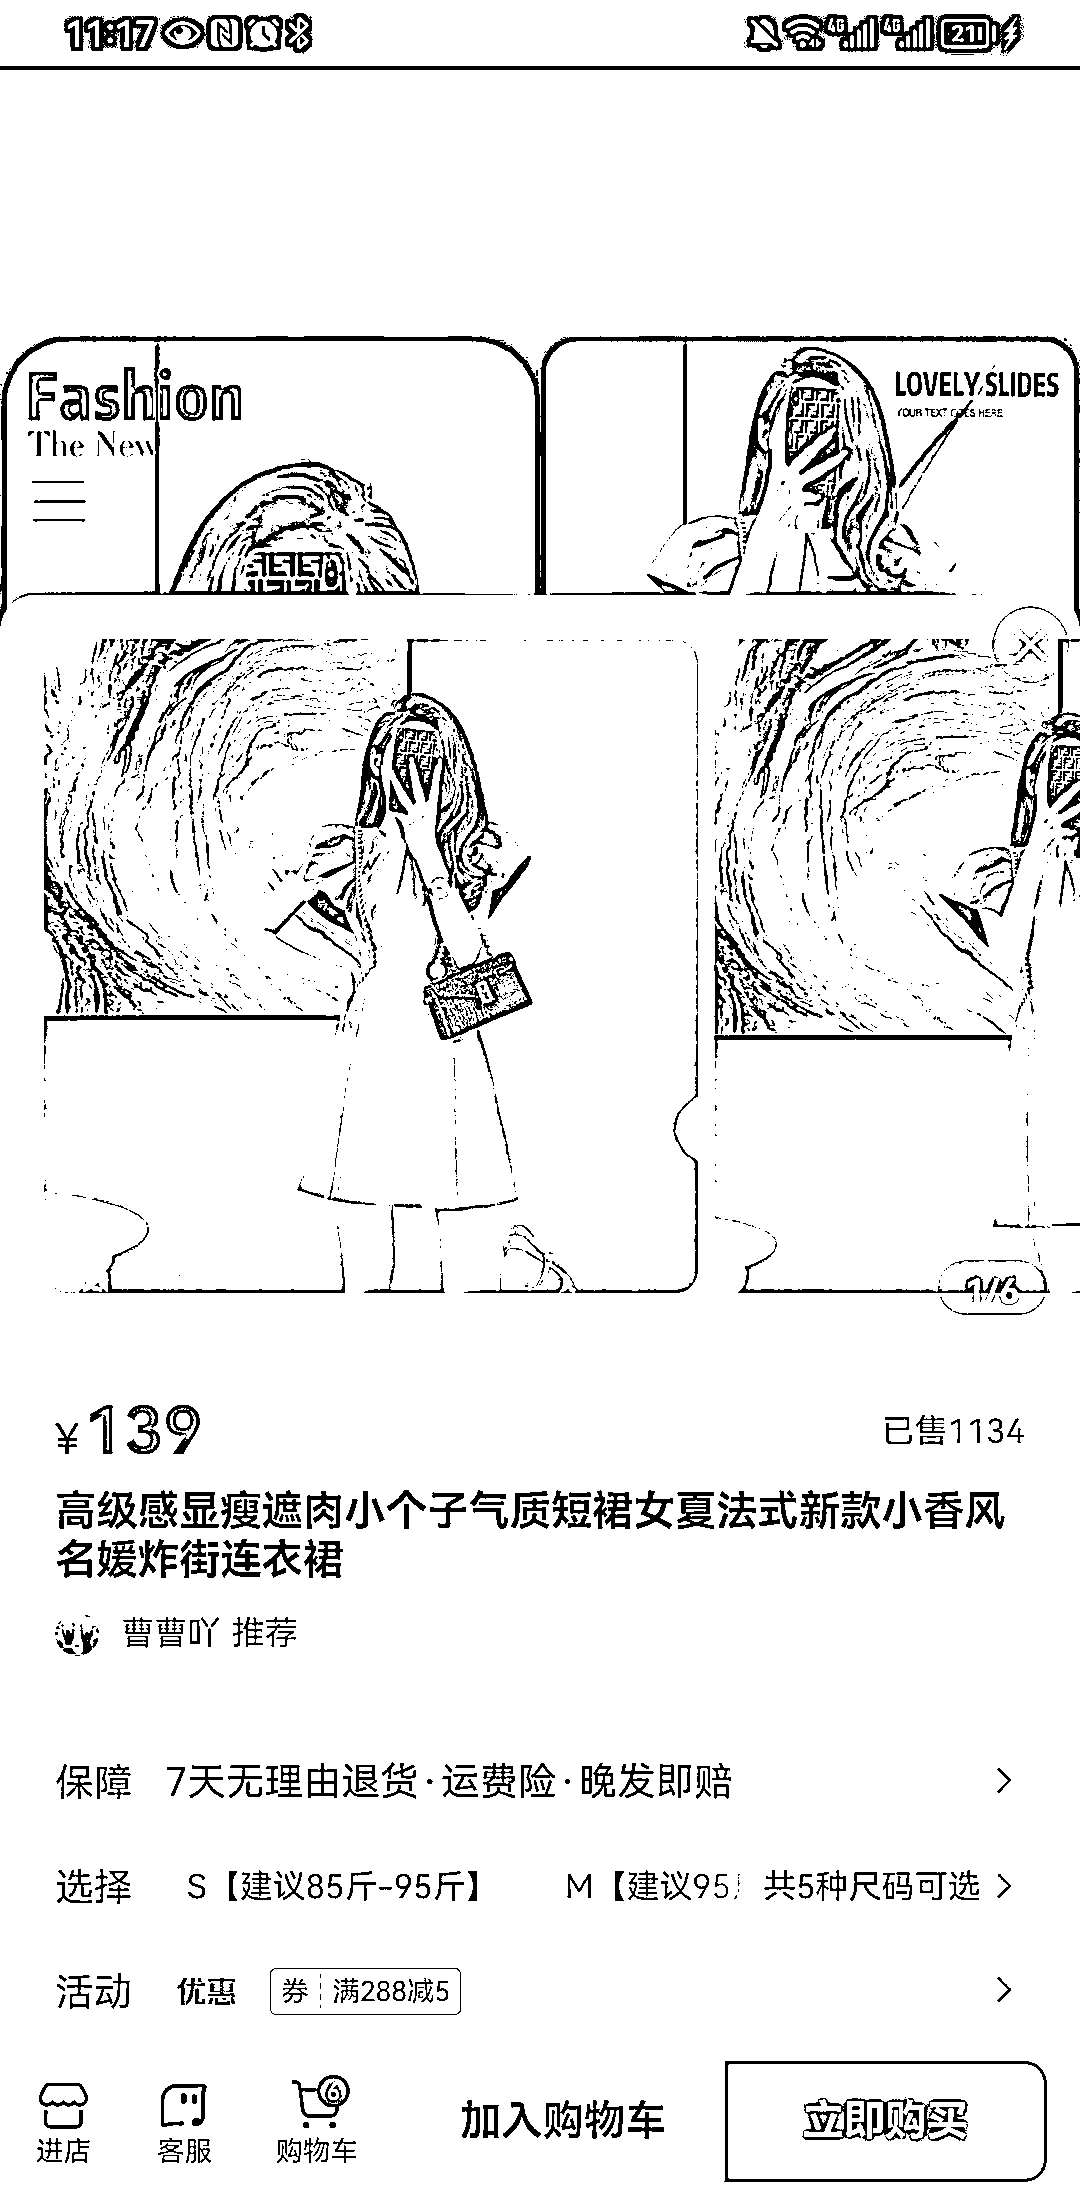 11:17
4G 4G 21
Fashion
The New
LOVELY SLIDES
YOUR TEXT GOES HERE
1/6
¥139
已售1134
高级感显瘦遮肉小个子气质短裙女夏法式新款小香风
名媛炸街连衣裙
曹曹吖 推荐
保障 7天无理由退货·运费险·晚发即赔
选择 S【建议85斤-95斤】 M【建议95 共5种尺码可选
活动 优惠 券 满288减5
6
进店 客服 购物车 加入购物车 立即购买